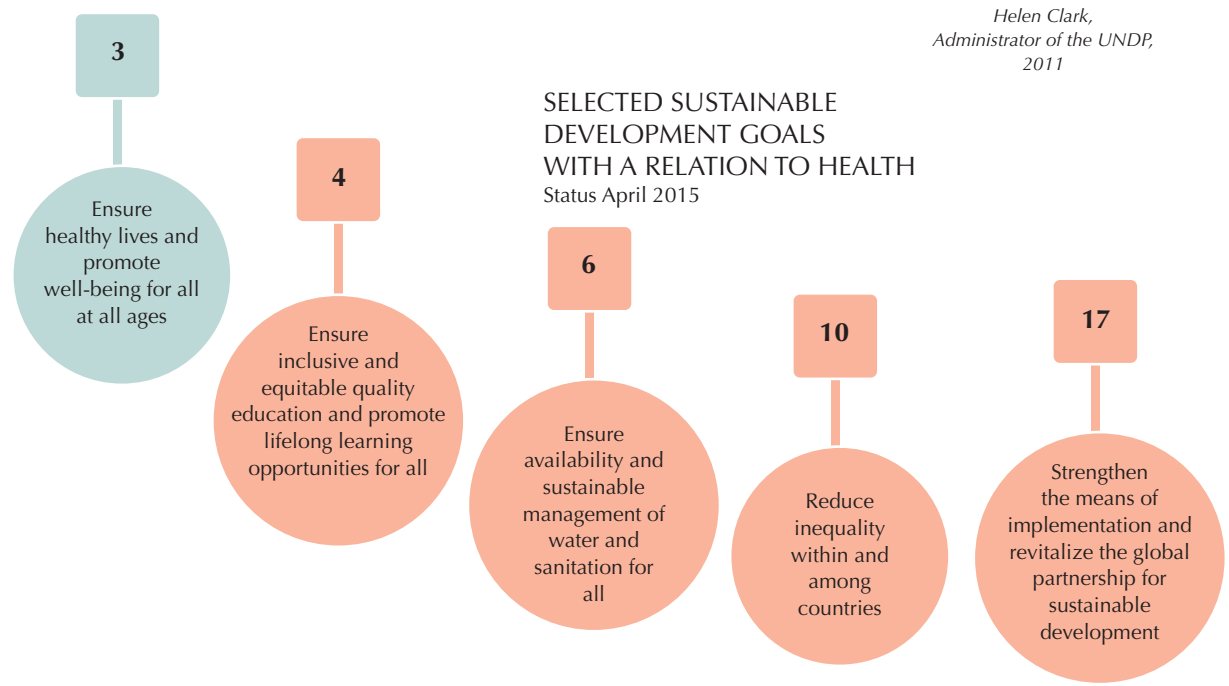 Helen Clark,
Administrator of the UNDP,
2011
SELECTED SUSTAINABLE
DEVELOPMENT GOALS
WITH A RELATION TO HEALTH
Status April 2015
3
Ensure
healthy lives and
promote
well-being for all
at all ages
4
Ensure
inclusive and
equitable quality
education and promote
lifelong learning
opportunities for all
6
Ensure
availability and
sustainable
management of
water and
sanitation for
all
10
Reduce
inequality
within and
among
countries
17
Strengthen
the means of
implementation and
revitalize the global
partnership for
sustainable
development